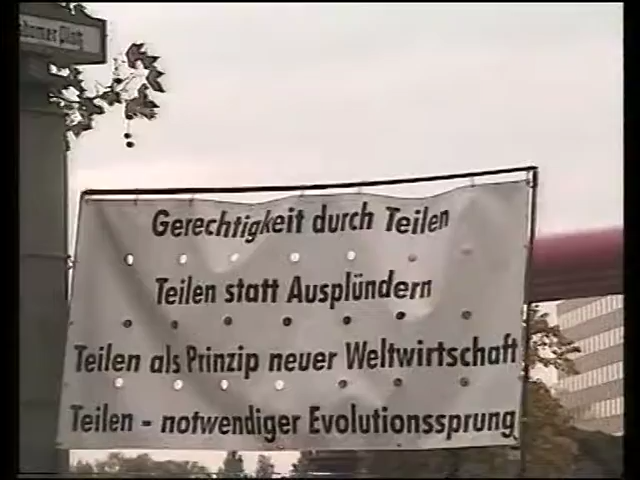 Gerechtigkeit durch Teilen
Teilen statt Ausplündern
Teilen als Prinzip neuer Weltwirtschaft
Teilen - notwendiger Evolutionssprung